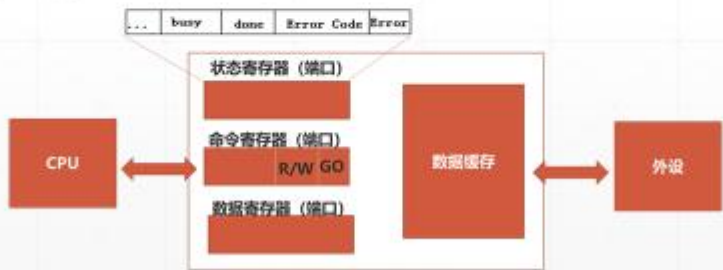 ... busy done Error Code Error
状态寄存器（端口）
命令寄存器（端口）
R/W GO
数据寄存器（端口）
CPU
数据缓存
外设